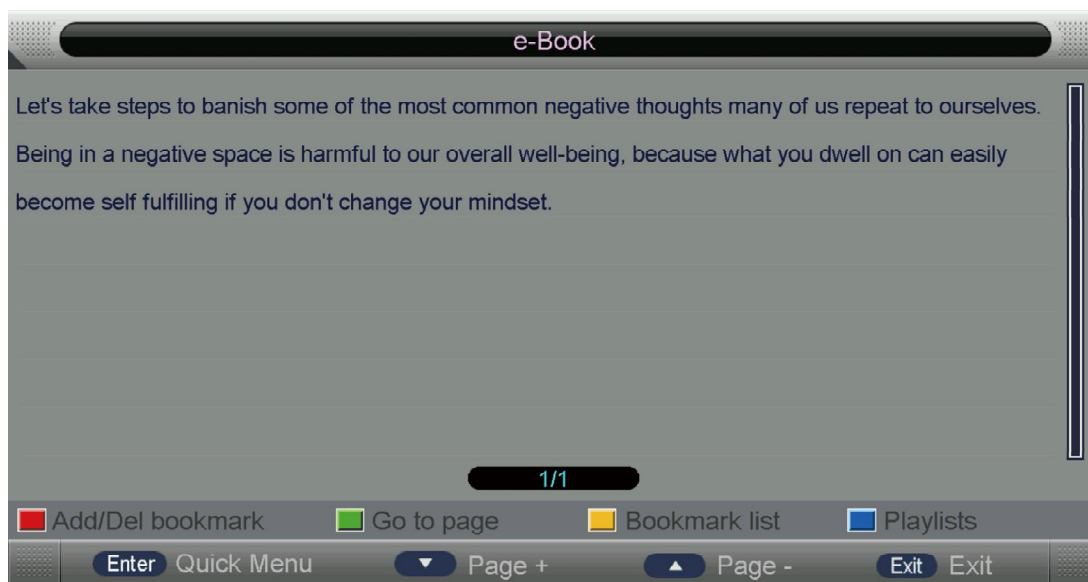 e-Book
Let's take steps to banish some of the most common negative thoughts many of us repeat to ourselves.
Being in a negative space is harmful to our overall well-being, because what you dwell on can easily
become self fulfilling if you don't change your mindset.
1/1
Add/Del bookmark Go to page Bookmark list Playlists
Enter Quick Menu Page + Page - Exit Exit